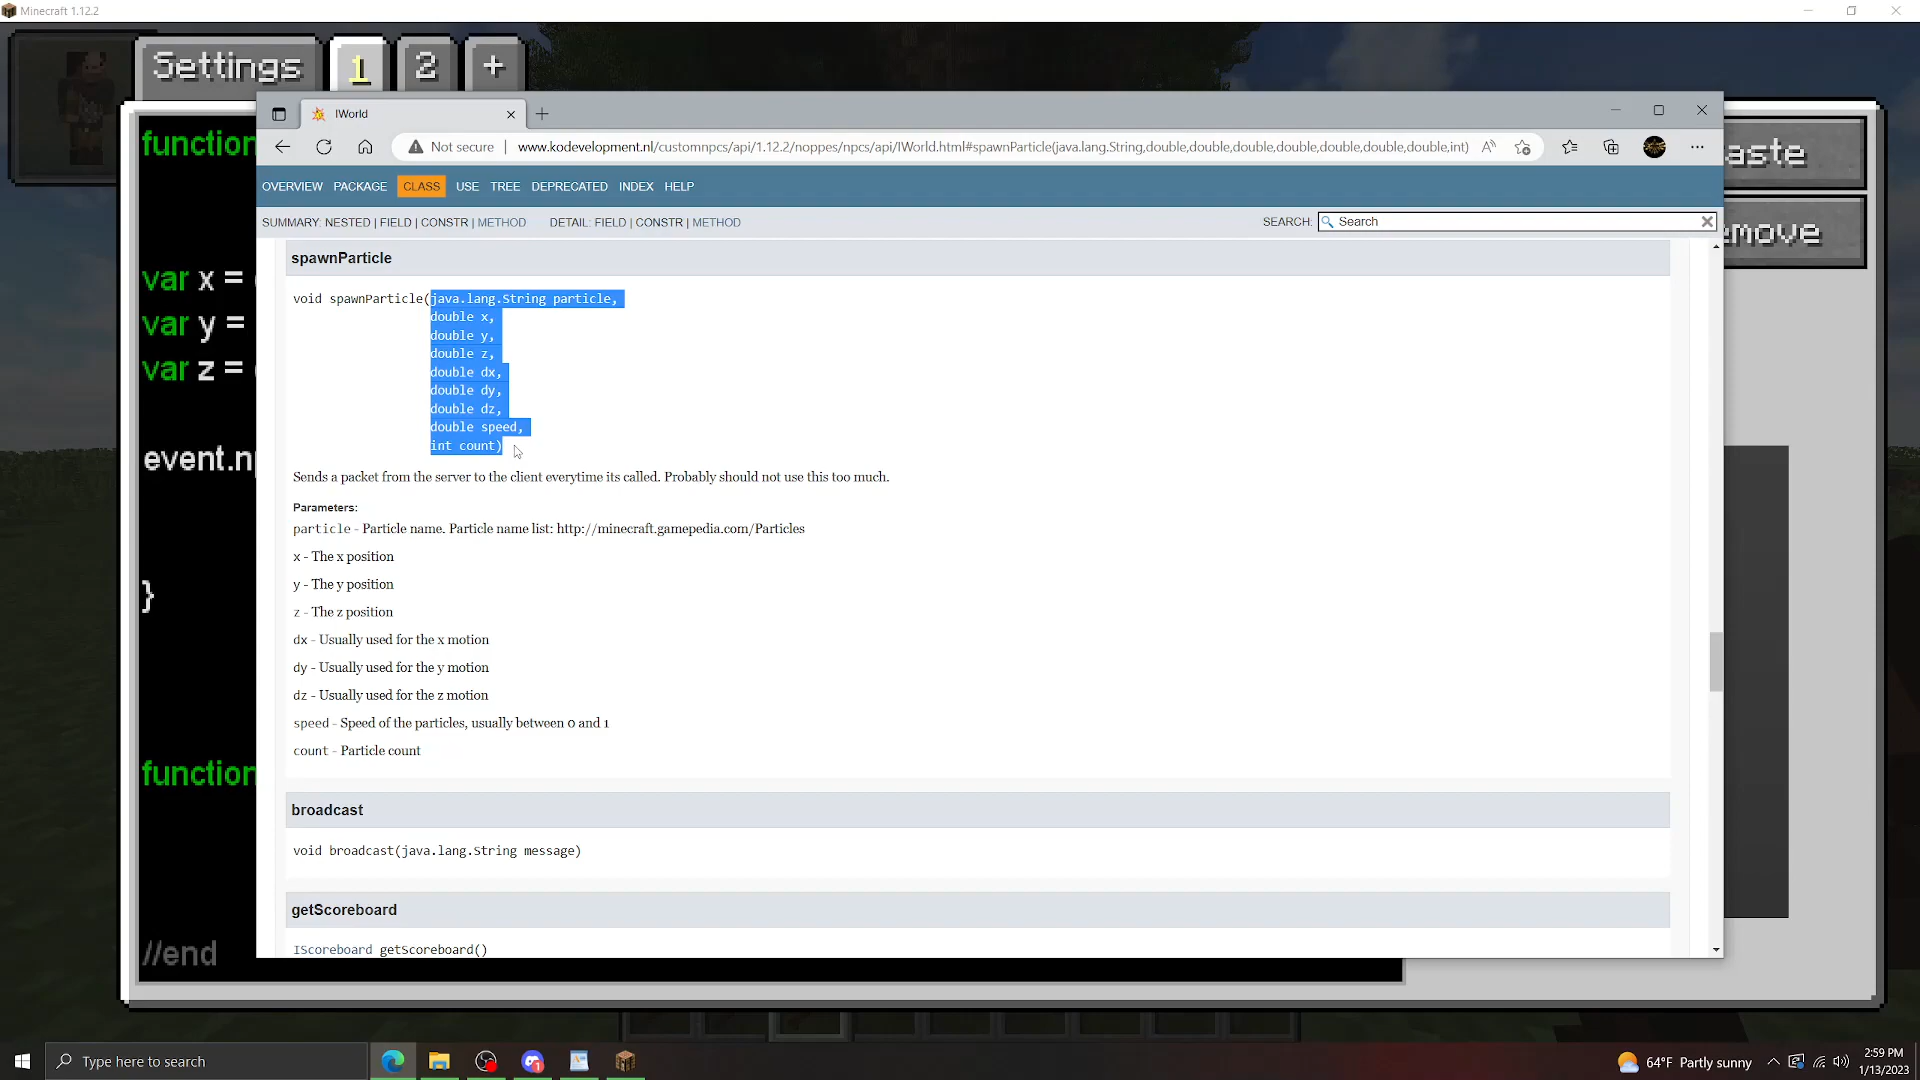 Minecraft 1.12.2
Settings 1 2 +
IWorld
Not secure www.kodevelopment.nl/customnpcs/api/1.12.2/noppes/npcs/api/IWorld.html#spawnParticle(java.lang.String,double,double,double,double,double,double,double,int)
OVERVIEW PACKAGE CLASS USE TREE DEPRECATED INDEX HELP
SUMMARY: NESTED | FIELD | CONSTR | METHOD DETAIL: FIELD | CONSTR | METHOD SEARCH: Search
function
var x =
var y =
var z =
event.np
}
function
//end
aste
emove
spawnParticle
void spawnParticle(java.lang.String particle,
double x,
double y,
double z,
double dx,
double dy,
double dz,
double speed,
int count)
Sends a packet from the server to the client everytime its called. Probably should not use this too much.
Parameters:
particle - Particle name. Particle name list: http://minecraft.gamepedia.com/Particles
x - The x position
y - The y position
z - The z position
dx - Usually used for the x motion
dy - Usually used for the y motion
dz - Usually used for the z motion
speed - Speed of the particles, usually between 0 and 1
count - Particle count
broadcast
void broadcast(java.lang.String message)
getScoreboard
IScoreboard getScoreboard()
Type here to search
64°F Partly sunny
2:59 PM
1/13/2023